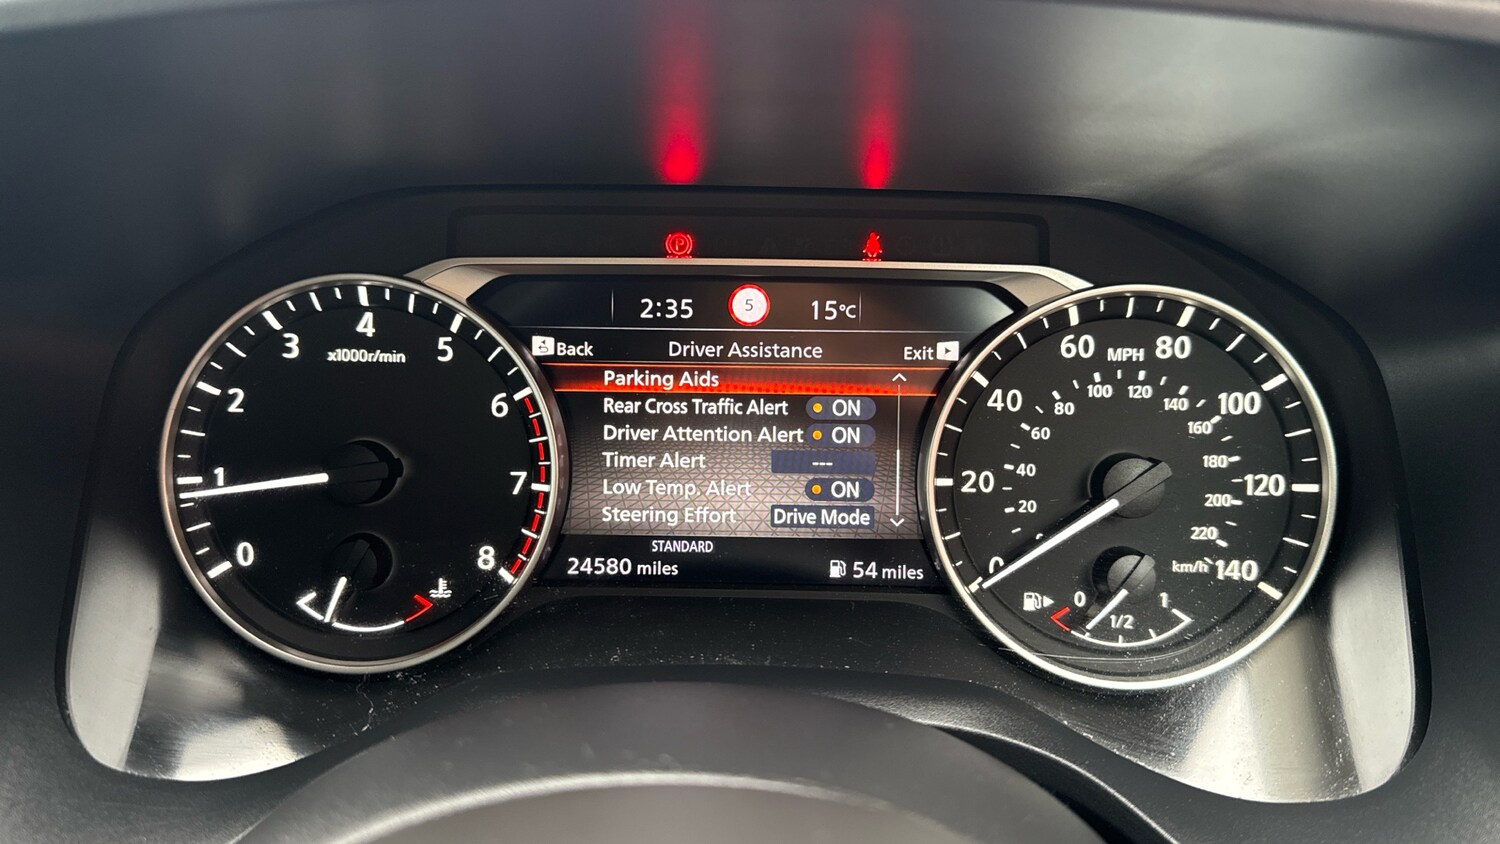 2:35
5
15°C
Back
Driver Assistance
Exit
Parking Aids
Rear Cross Traffic Alert ON
Driver Attention Alert ON
Timer Alert ---
Low Temp. Alert ON
Steering Effort Drive Mode
STANDARD
24580 miles
54 miles
P
0
1
2
3
4
5
6
7
8
x1000r/min
0
20
40
60
80
100
120
140
MPH
20
40
60
80
100
120
140
160
180
200
220
km/h
0
1/2
1